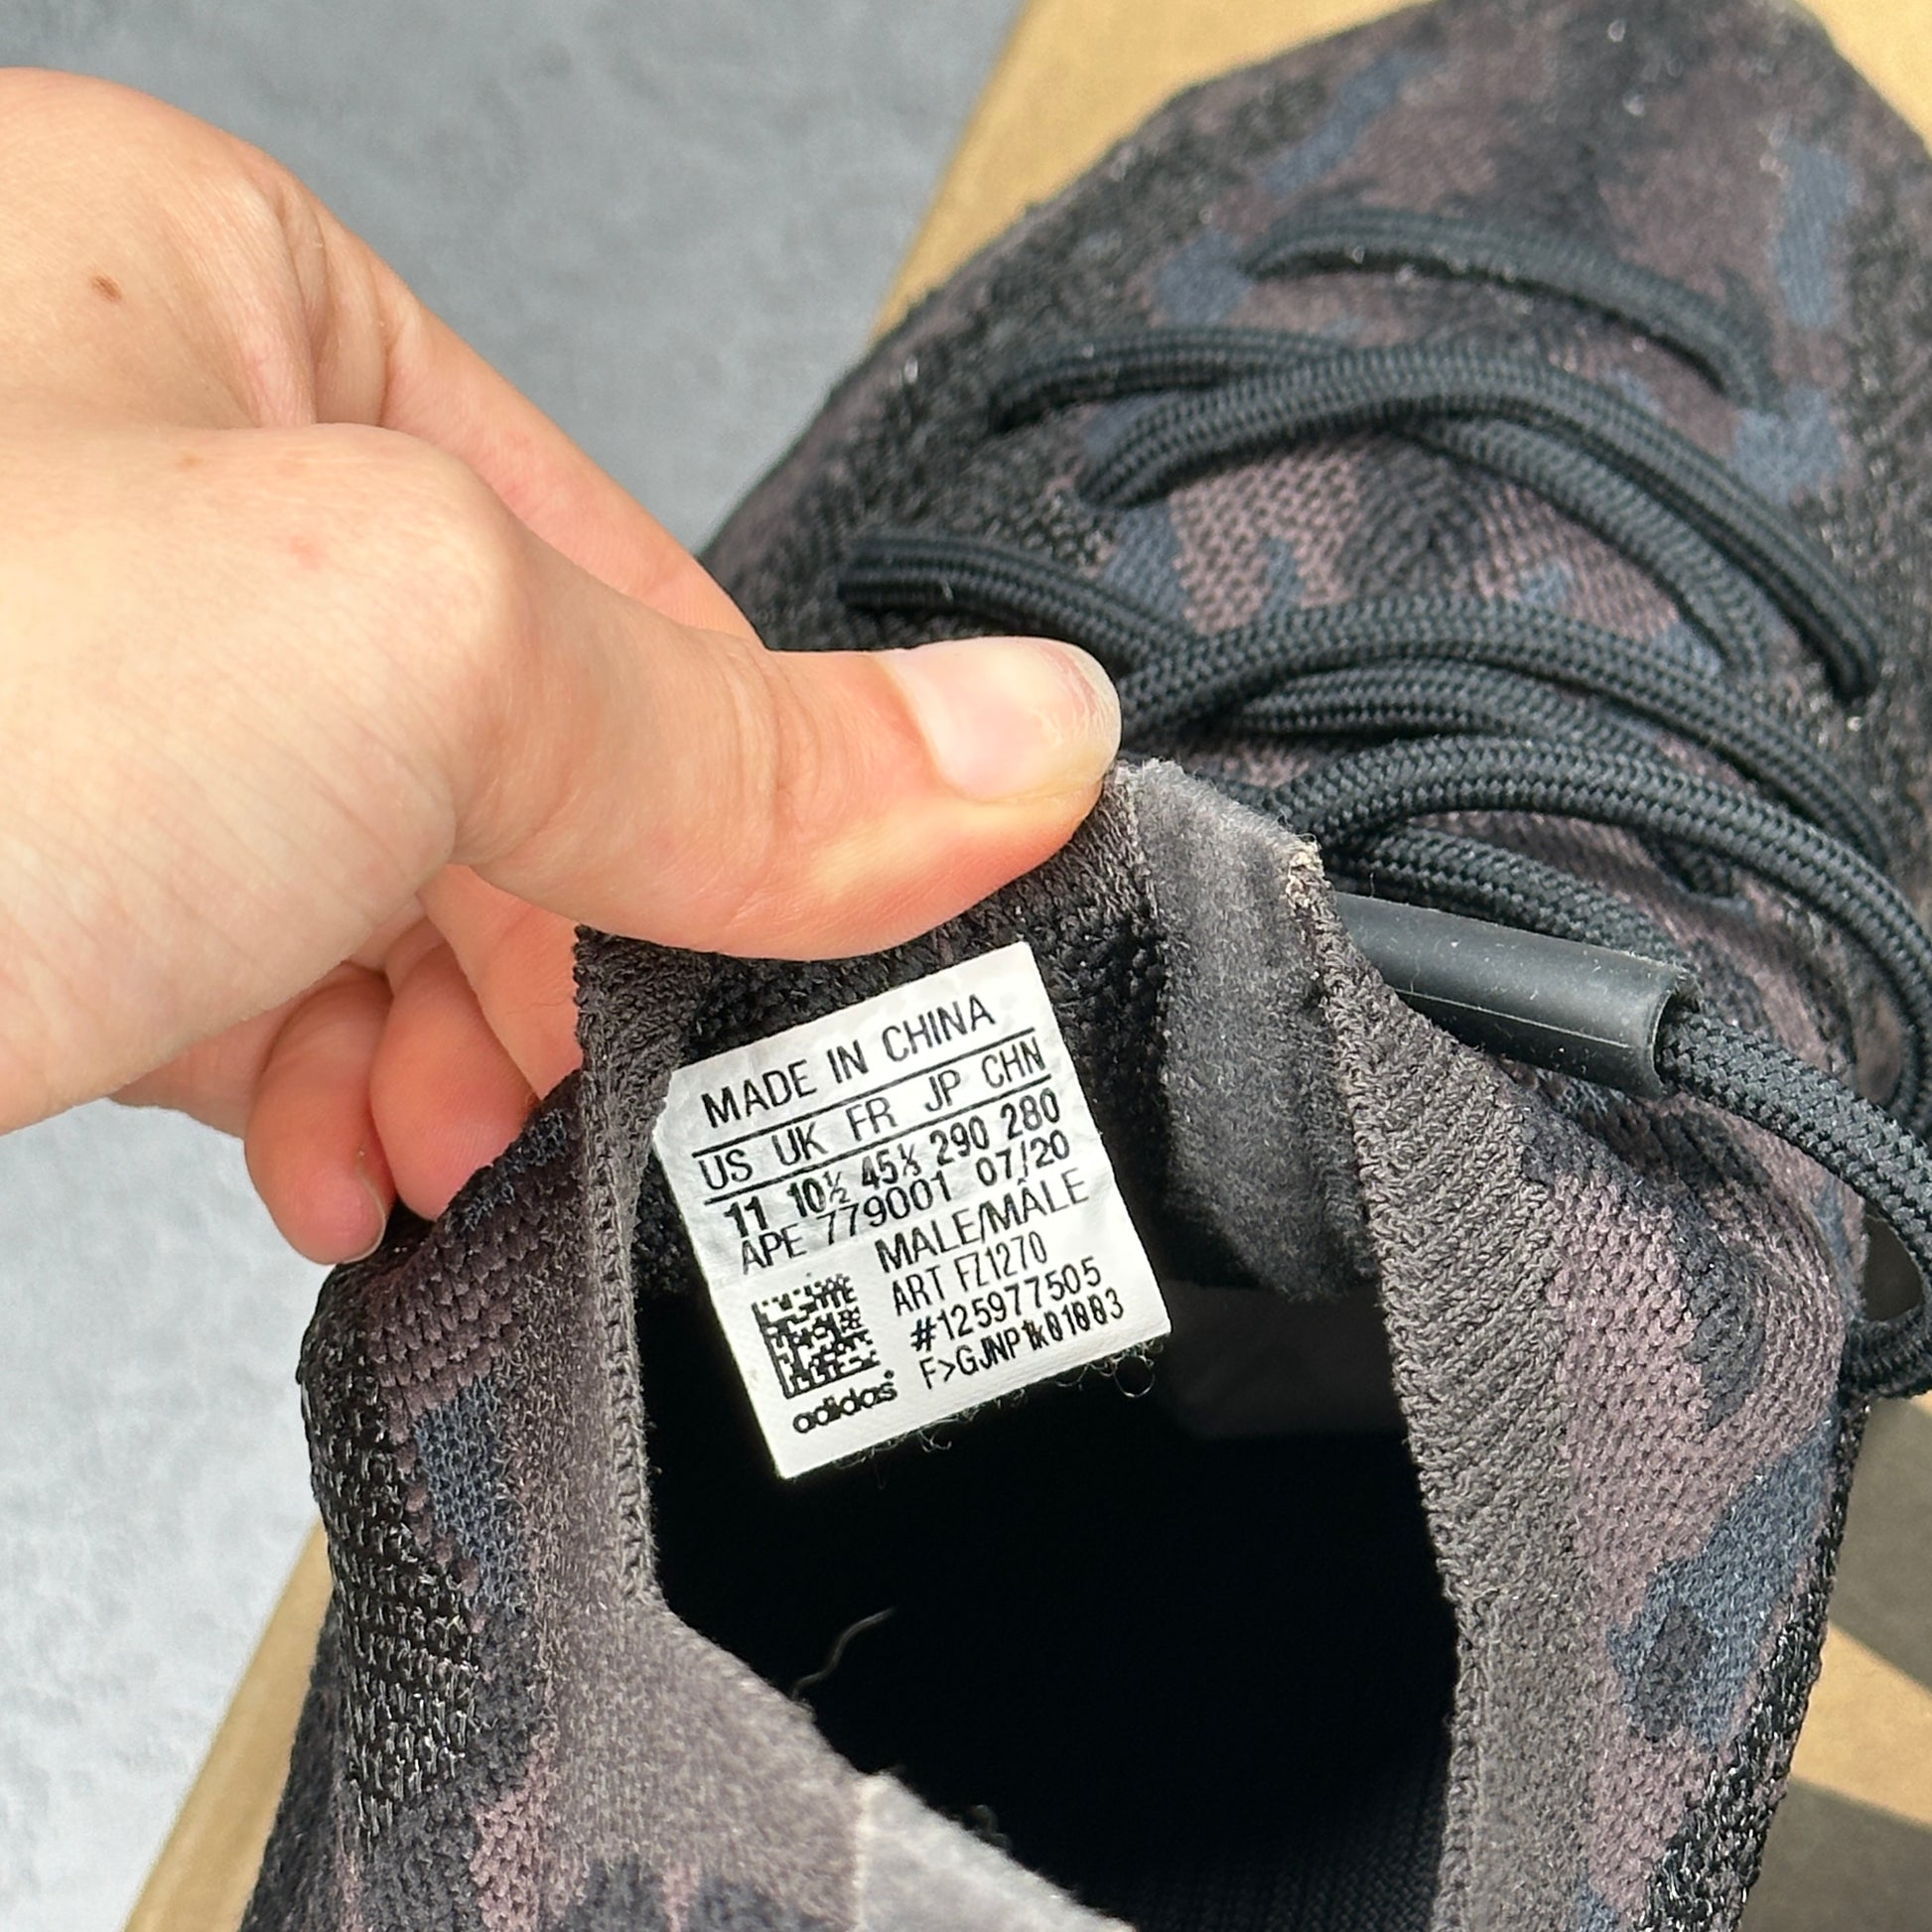 MADE IN CHINA
US UK FR JP CHN
11 10½ 45⅓ 290 280
APE 779001 07/20
MALE/MÂLE
ART FZ1270
#125977505
F>GJNP1k01003
adidas